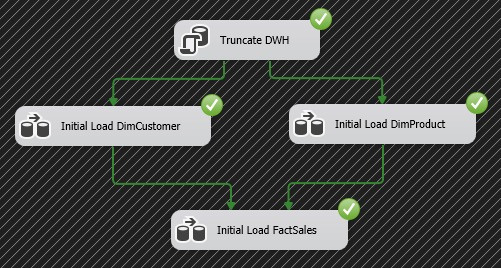 Truncate DWH
Initial Load DimCustomer
Initial Load DimProduct
Initial Load FactSales